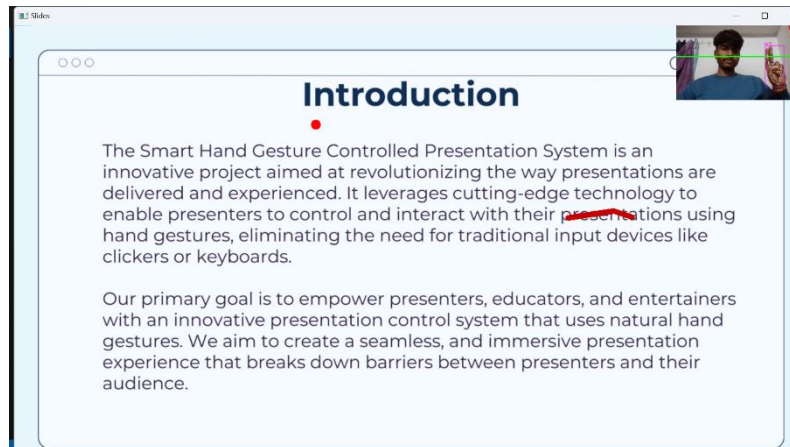 Slides
Introduction
The Smart Hand Gesture Controlled Presentation System is an
innovative project aimed at revolutionizing the way presentations are
delivered and experienced. It leverages cutting-edge technology to
enable presenters to control and interact with their presentations using
hand gestures, eliminating the need for traditional input devices like
clickers or keyboards.
Our primary goal is to empower presenters, educators, and entertainers
with an innovative presentation control system that uses natural hand
gestures. We aim to create a seamless, and immersive presentation
experience that breaks down barriers between presenters and their
audience.